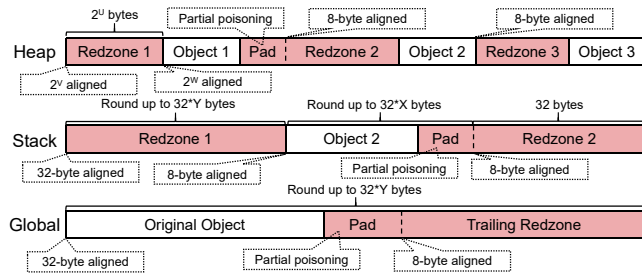 2ᵁ bytes
Partial poisoning
8-byte aligned
8-byte aligned
Heap
Redzone 1
Object 1
Pad
Redzone 2
Object 2
Redzone 3
Object 3
2ⱽ aligned
2ᵂ aligned
Round up to 32*Y bytes
Round up to 32*X bytes
32 bytes
Stack
Redzone 1
Object 2
Pad
Redzone 2
32-byte aligned
8-byte aligned
Partial poisoning
8-byte aligned
Round up to 32*Y bytes
Global
Original Object
Pad
Trailing Redzone
32-byte aligned
Partial poisoning
8-byte aligned